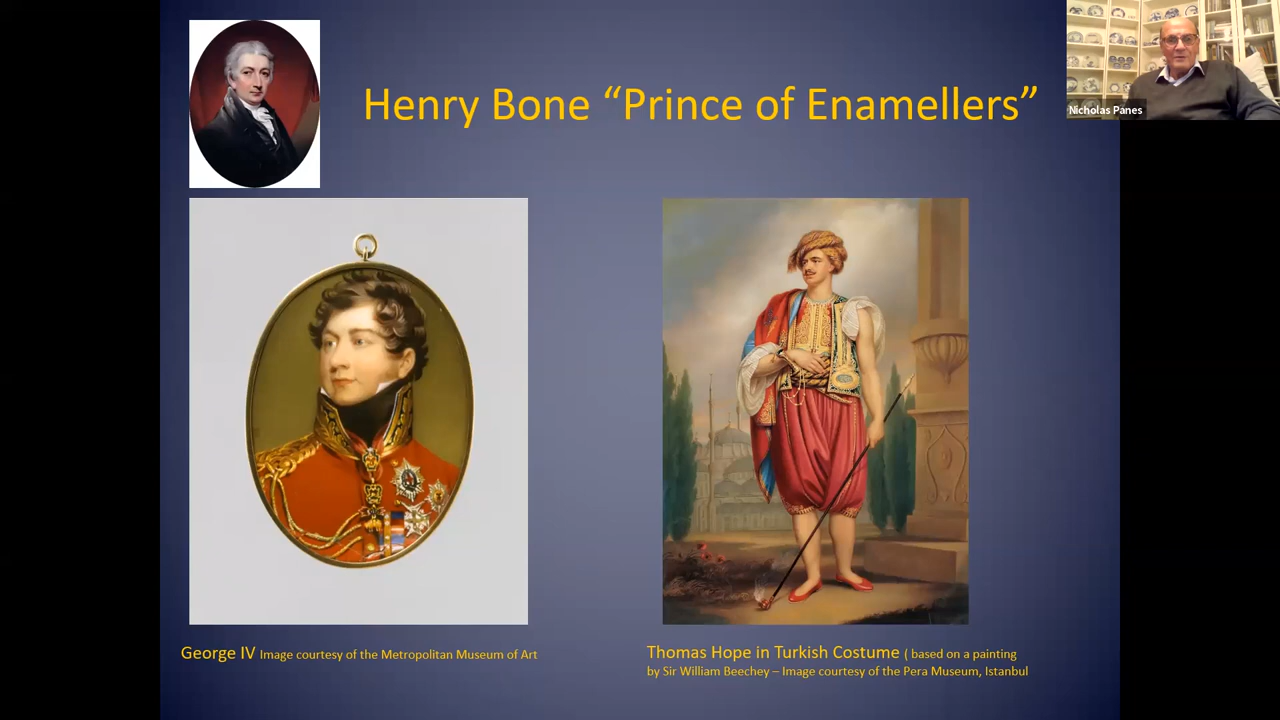 Henry Bone “Prince of Enamellers”
Nicholas Panes
George IV Image courtesy of the Metropolitan Museum of Art
Thomas Hope in Turkish Costume ( based on a painting
by Sir William Beechey – Image courtesy of the Pera Museum, Istanbul